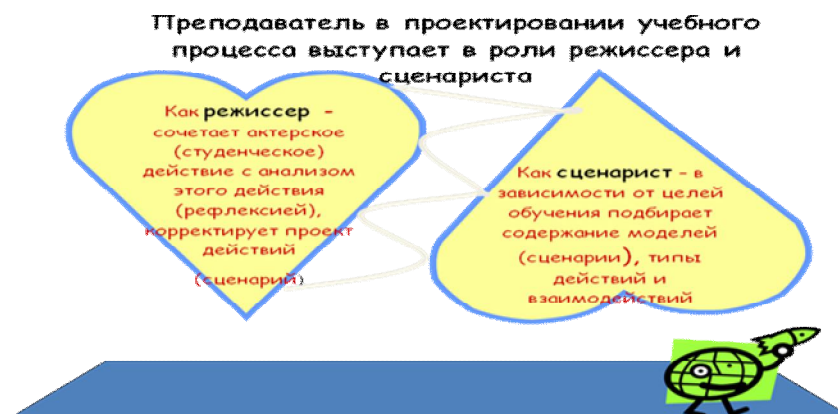 Преподаватель в проектировании учебного
процесса выступает в роли режиссера и
сценариста
Как режиссер -
сочетает актерское
(студенческое)
действие с анализом
этого действия
(рефлексией),
корректирует проект
действий
(сценарий)
Как сценарист - в
зависимости от целей
обучения подбирает
содержание моделей
(сценарии), типы
действий и
взаимодействий